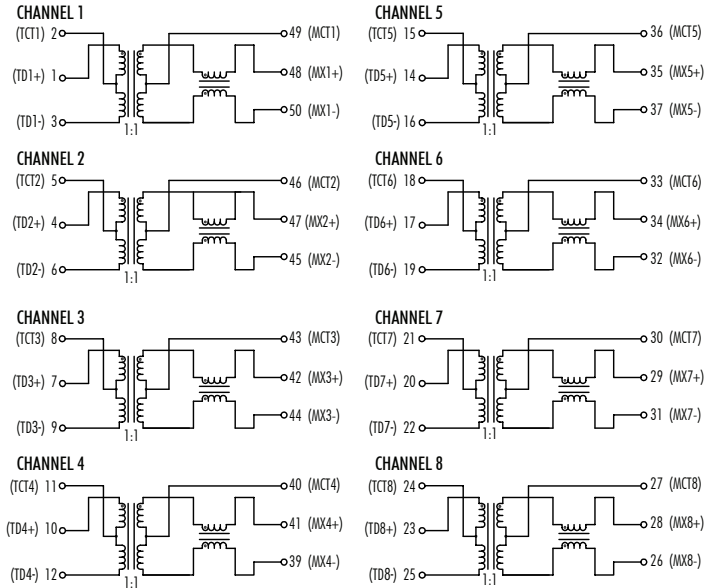 CHANNEL 1
(TCT1) 2
49 (MCT1)
(TD1+) 1
48 (MX1+)
50 (MX1-)
(TD1-) 3
1:1
CHANNEL 5
(TCT5) 15
36 (MCT5)
(TD5+) 14
35 (MX5+)
37 (MX5-)
(TD5-) 16
1:1
CHANNEL 2
(TCT2) 5
46 (MCT2)
(TD2+) 4
47 (MX2+)
45 (MX2-)
(TD2-) 6
1:1
CHANNEL 6
(TCT6) 18
33 (MCT6)
(TD6+) 17
34 (MX6+)
32 (MX6-)
(TD6-) 19
1:1
CHANNEL 3
(TCT3) 8
43 (MCT3)
(TD3+) 7
42 (MX3+)
44 (MX3-)
(TD3-) 9
1:1
CHANNEL 7
(TCT7) 21
30 (MCT7)
(TD7+) 20
29 (MX7+)
31 (MX7-)
(TD7-) 22
1:1
CHANNEL 4
(TCT4) 11
40 (MCT4)
(TD4+) 10
41 (MX4+)
39 (MX4-)
(TD4- 12
1:1
CHANNEL 8
(TCT8) 24
27 (MCT8)
(TD8+) 23
28 (MX8+)
26 (MX8-)
(TD8-) 25
1:1